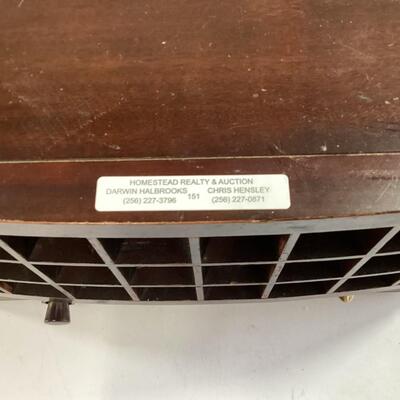 HOMESTEAD REALTY & AUCTION
DARWIN HALBROOKS 151 CHRIS HENSLEY
(256) 227-3796 (256) 227-0871